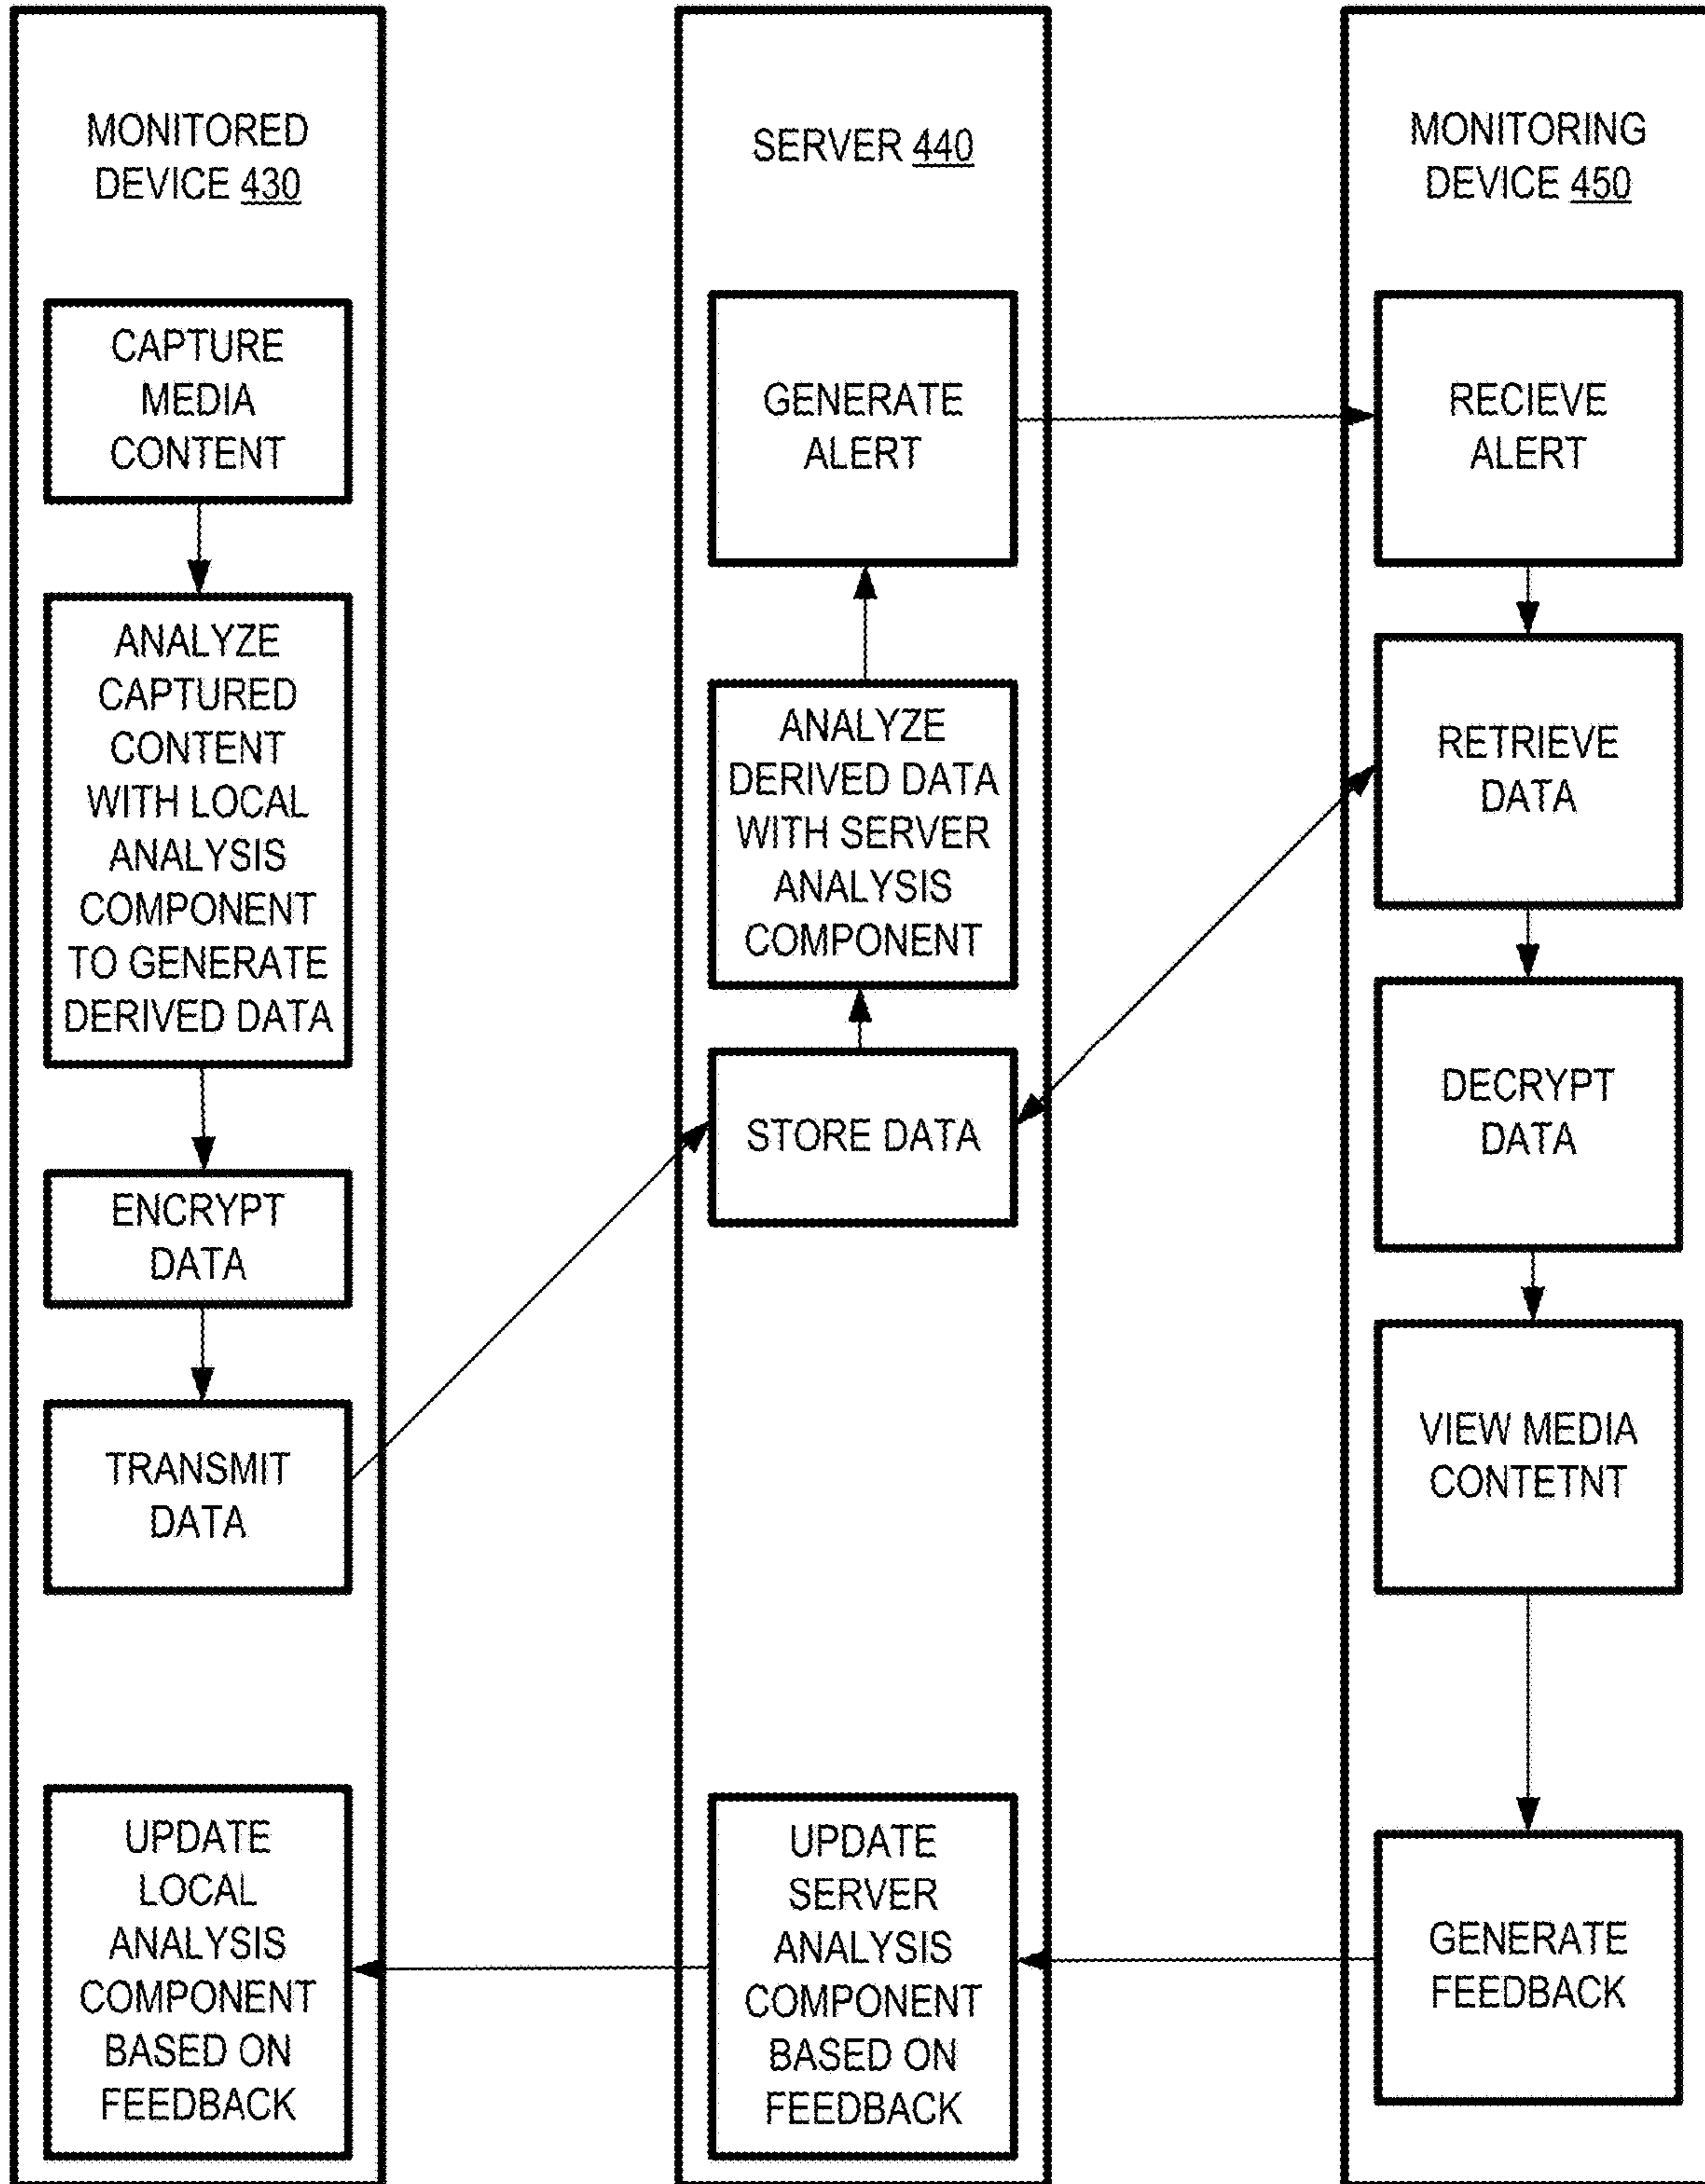 MONITORED
DEVICE 430
CAPTURE
MEDIA
CONTENT
ANALYZE
CAPTURED
CONTENT
WITH LOCAL
ANALYSIS
COMPONENT
TO GENERATE
DERIVED DATA
ENCRYPT
DATA
TRANSMIT
DATA
UPDATE
LOCAL
ANALYSIS
COMPONENT
BASED ON
FEEDBACK
SERVER 440
GENERATE
ALERT
ANALYZE
DERIVED DATA
WITH SERVER
ANALYSIS
COMPONENT
STORE DATA
UPDATE
SERVER
ANALYSIS
COMPONENT
BASED ON
FEEDBACK
MONITORING
DEVICE 450
RECIEVE
ALERT
RETRIEVE
DATA
DECRYPT
DATA
VIEW MEDIA
CONTETNT
GENERATE
FEEDBACK